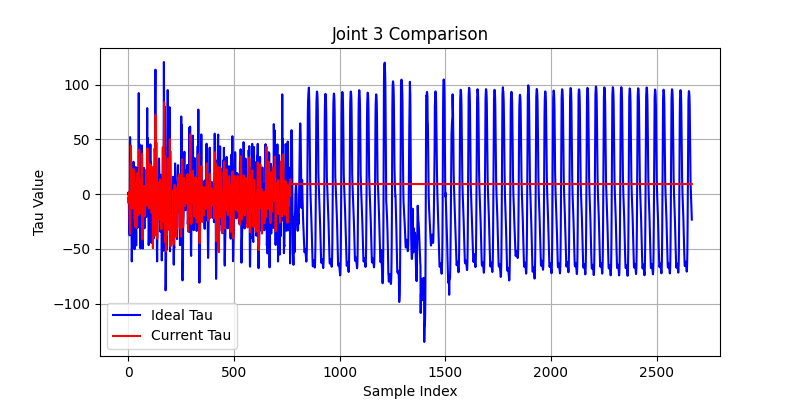 Joint 3 Comparison
Tau Value
100
50
0
−50
−100
Ideal Tau
Current Tau
0 500 1000 1500 2000 2500
Sample Index